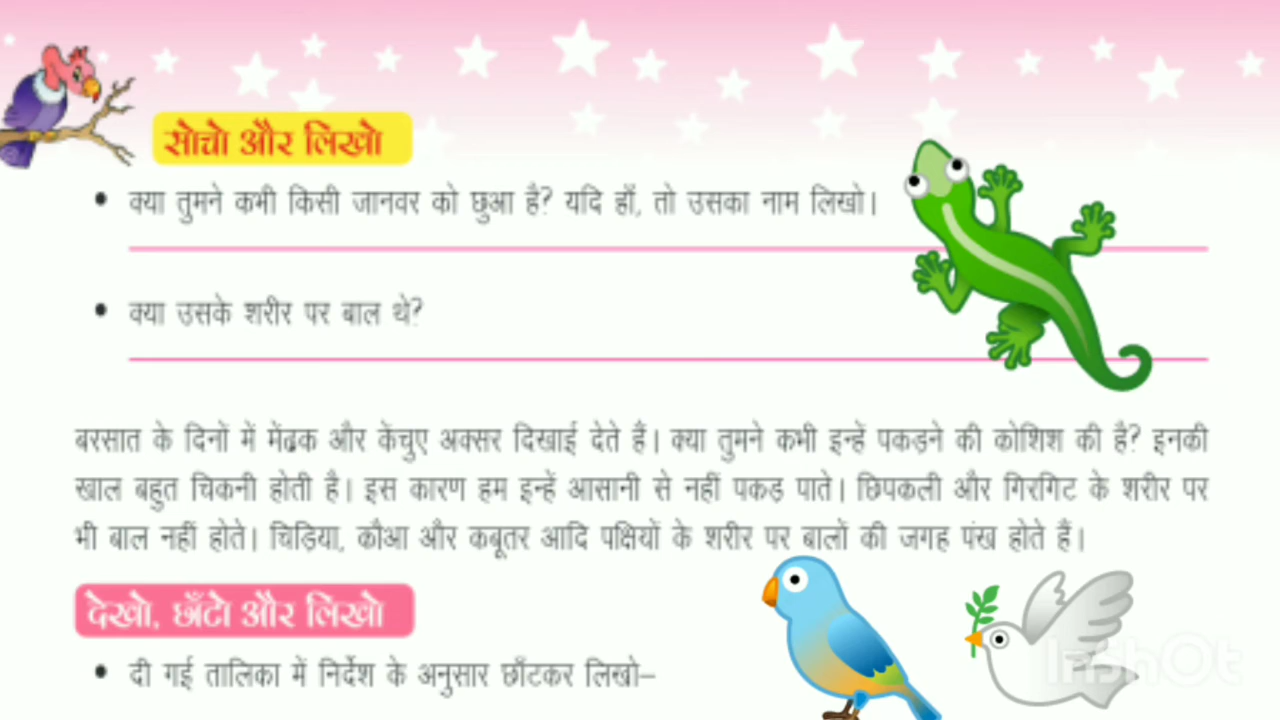 सोचो और लिखो
• क्या तुमने कभी किसी जानवर को छुआ है? यदि हाँ, तो उसका नाम लिखो।
• क्या उसके शरीर पर बाल थे?
बरसात के दिनों में मेंढक और केंचुए अक्सर दिखाई देते हैं। क्या तुमने कभी इन्हें पकड़ने की कोशिश की है? इनकी
खाल बहुत चिकनी होती है। इस कारण हम इन्हें आसानी से नहीं पकड़ पाते। छिपकली और गिरगिट के शरीर पर
भी बाल नहीं होते। चिड़िया, कौआ और कबूतर आदि पक्षियों के शरीर पर बालों की जगह पंख होते हैं।
देखो, छाँटो और लिखो
• दी गई तालिका में निर्देश के अनुसार छाँटकर लिखो–
InshOt